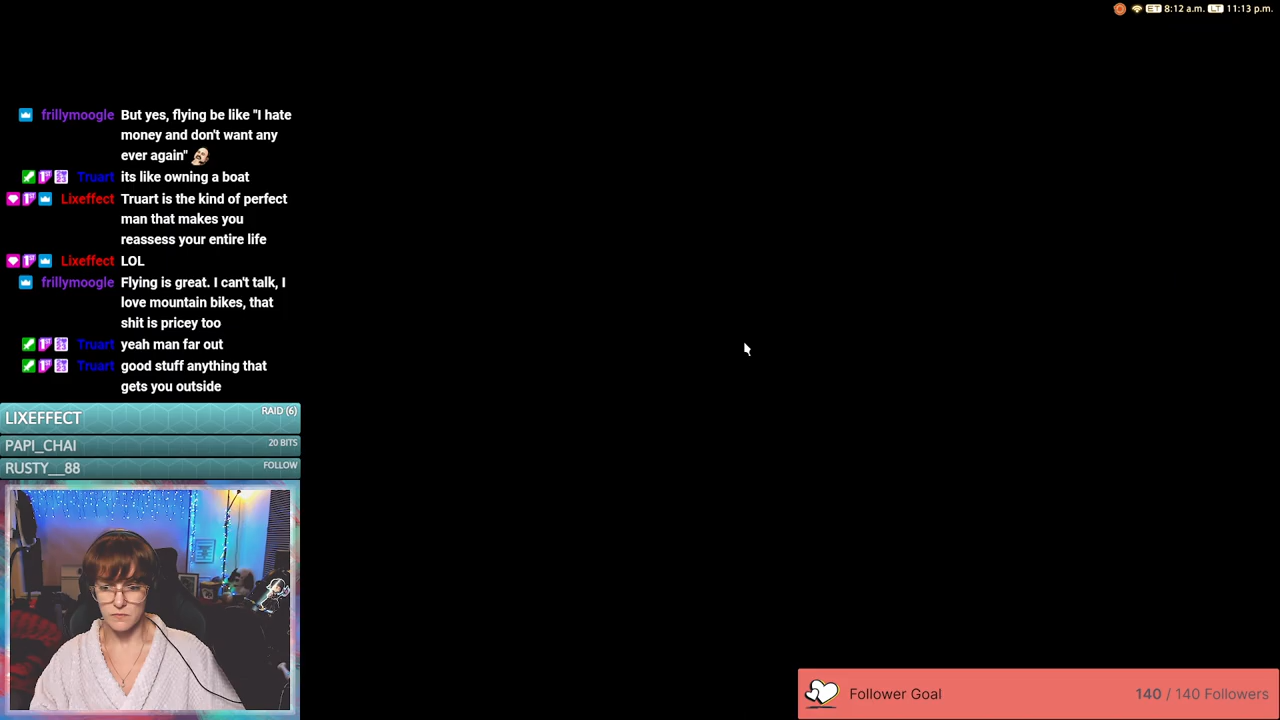 ET 8:12 a.m. LT 11:13 p.m.
frillymoogle But yes, flying be like "I hate
money and don't want any
ever again"
Truart its like owning a boat
Lixeffect Truart is the kind of perfect
man that makes you
reassess your entire life
Lixeffect LOL
frillymoogle Flying is great. I can't talk, I
love mountain bikes, that
shit is pricey too
Truart yeah man far out
Truart good stuff anything that
gets you outside
LIXEFFECT RAID (6)
PAPI_CHAI 20 BITS
RUSTY__88 FOLLOW
Follower Goal 140 / 140 Followers